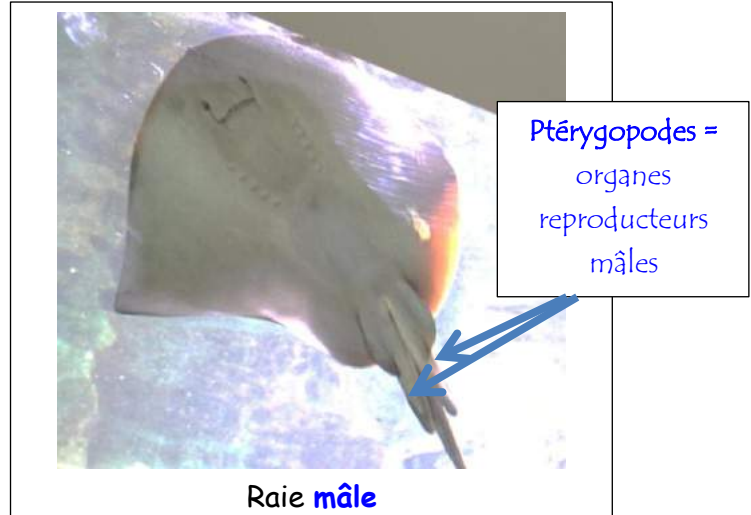 Ptérygopodes =
organes
reproducteurs
mâles
Raie mâle